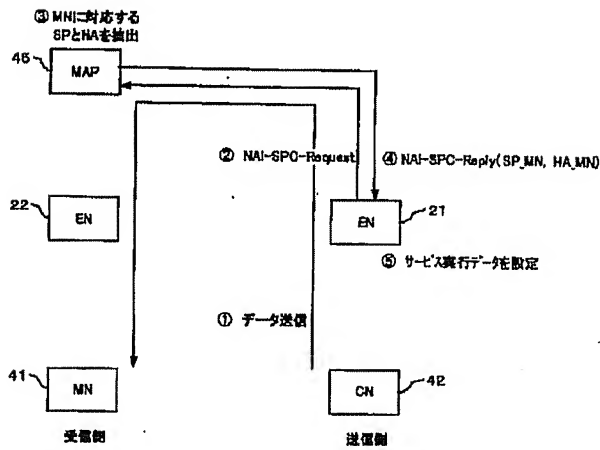 ③ MNに対応する
SPとHAを抽出
46
MAP
② NAI-SPC-Request
④ NAI-SPC-Reply(SP_MN, HA_MN)
22
EN
EN
21
⑤ サービス実行データを設定
① データ送信
41
MN
CN
42
受信側
送信側